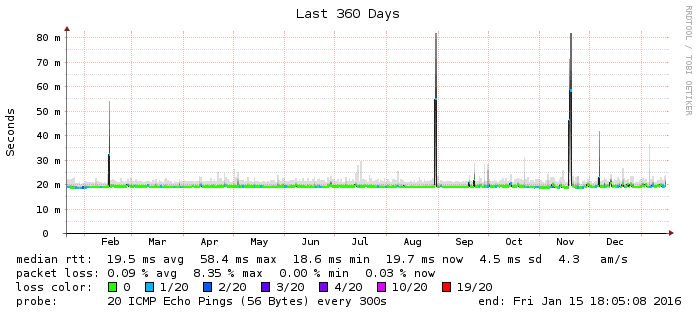 Last 360 Days
RRDTOOL / TOBI OETIKER
Seconds
80 m
70 m
60 m
50 m
40 m
30 m
20 m
10 m
0
Feb Mar Apr May Jun Jul Aug Sep Oct Nov Dec
median rtt: 19.5 ms avg 58.4 ms max 18.6 ms min 19.7 ms now 4.5 ms sd 4.3 am/s
packet loss: 0.09 % avg 8.35 % max 0.00 % min 0.03 % now
loss color: 0 1/20 2/20 3/20 4/20 10/20 19/20
probe: 20 ICMP Echo Pings (56 Bytes) every 300s end: Fri Jan 15 18:05:08 2016